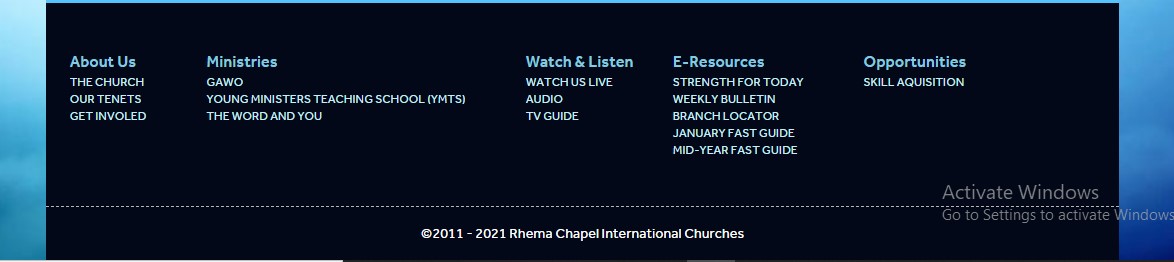 About Us
THE CHURCH
OUR TENETS
GET INVOLED
Ministries
GAWO
YOUNG MINISTERS TEACHING SCHOOL (YMTS)
THE WORD AND YOU
Watch & Listen
WATCH US LIVE
AUDIO
TV GUIDE
E-Resources
STRENGTH FOR TODAY
WEEKLY BULLETIN
BRANCH LOCATOR
JANUARY FAST GUIDE
MID-YEAR FAST GUIDE
Opportunities
SKILL AQUISITION
Activate Windows
Go to Settings to activate Windows
©2011 - 2021 Rhema Chapel International Churches